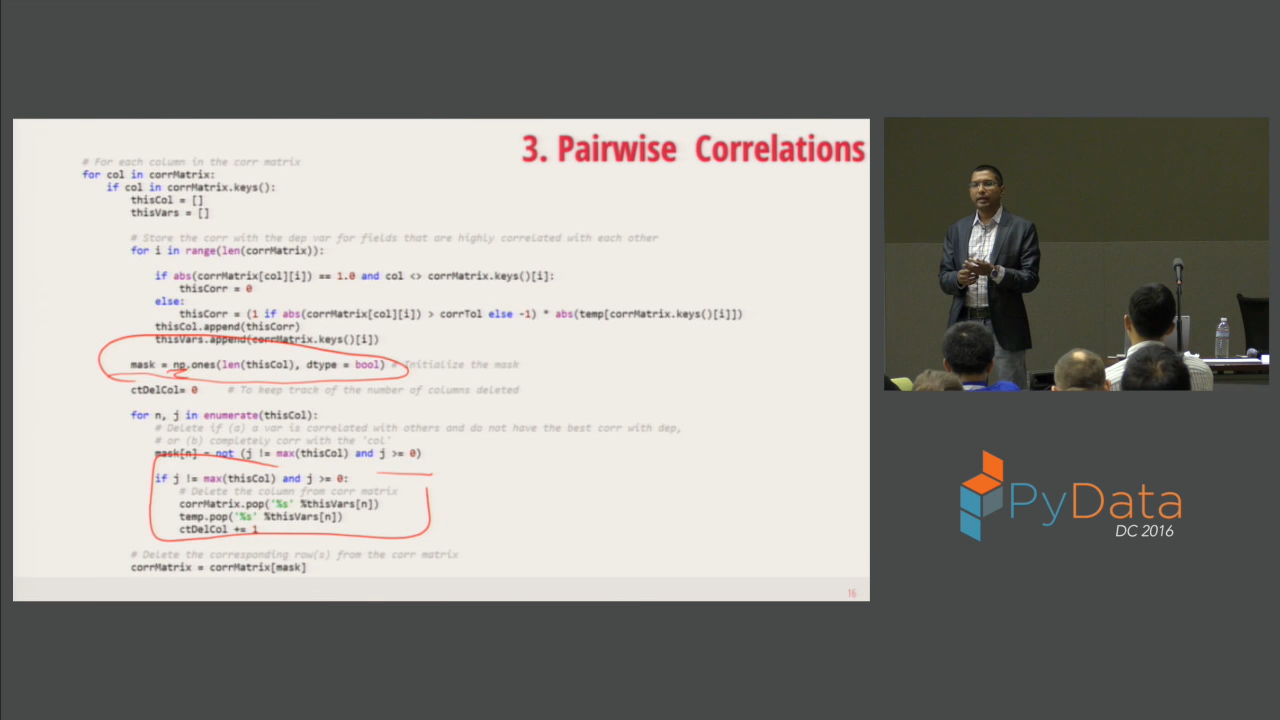 3. Pairwise Correlations
# For each column in the corr matrix
for col in corrMatrix:
if col in corrMatrix.keys():
thisCol = []
thisVars = []
# Store the corr with the dep var for fields that are highly correlated with each other
for i in range(len(corrMatrix)):
if abs(corrMatrix[col][i]) == 1.0 and col <> corrMatrix.keys()[i]:
thisCorr = 0
else:
thisCorr = (1 if abs(corrMatrix[col][i]) > corrTol else -1) * abs(temp[corrMatrix.keys()[i]])
thisCol.append(thisCorr)
thisVars.append(corrMatrix.keys()[i])
mask = np.ones(len(thisCol), dtype = bool) # Initialize the mask
ctDelCol= 0 # To keep track of the number of columns deleted
for n, j in enumerate(thisCol):
# Delete if (a) a var is correlated with others and do not have the best corr with dep,
# or (b) completely corr with the 'col'
mask[n] = not (j != max(thisCol) and j >= 0)
if j != max(thisCol) and j >= 0:
# Delete the column from corr matrix
corrMatrix.pop('%s' %thisVars[n])
temp.pop('%s' %thisVars[n])
ctDelCol += 1
# Delete the corresponding row(s) from the corr matrix
corrMatrix = corrMatrix[mask]
16
PyData
DC 2016